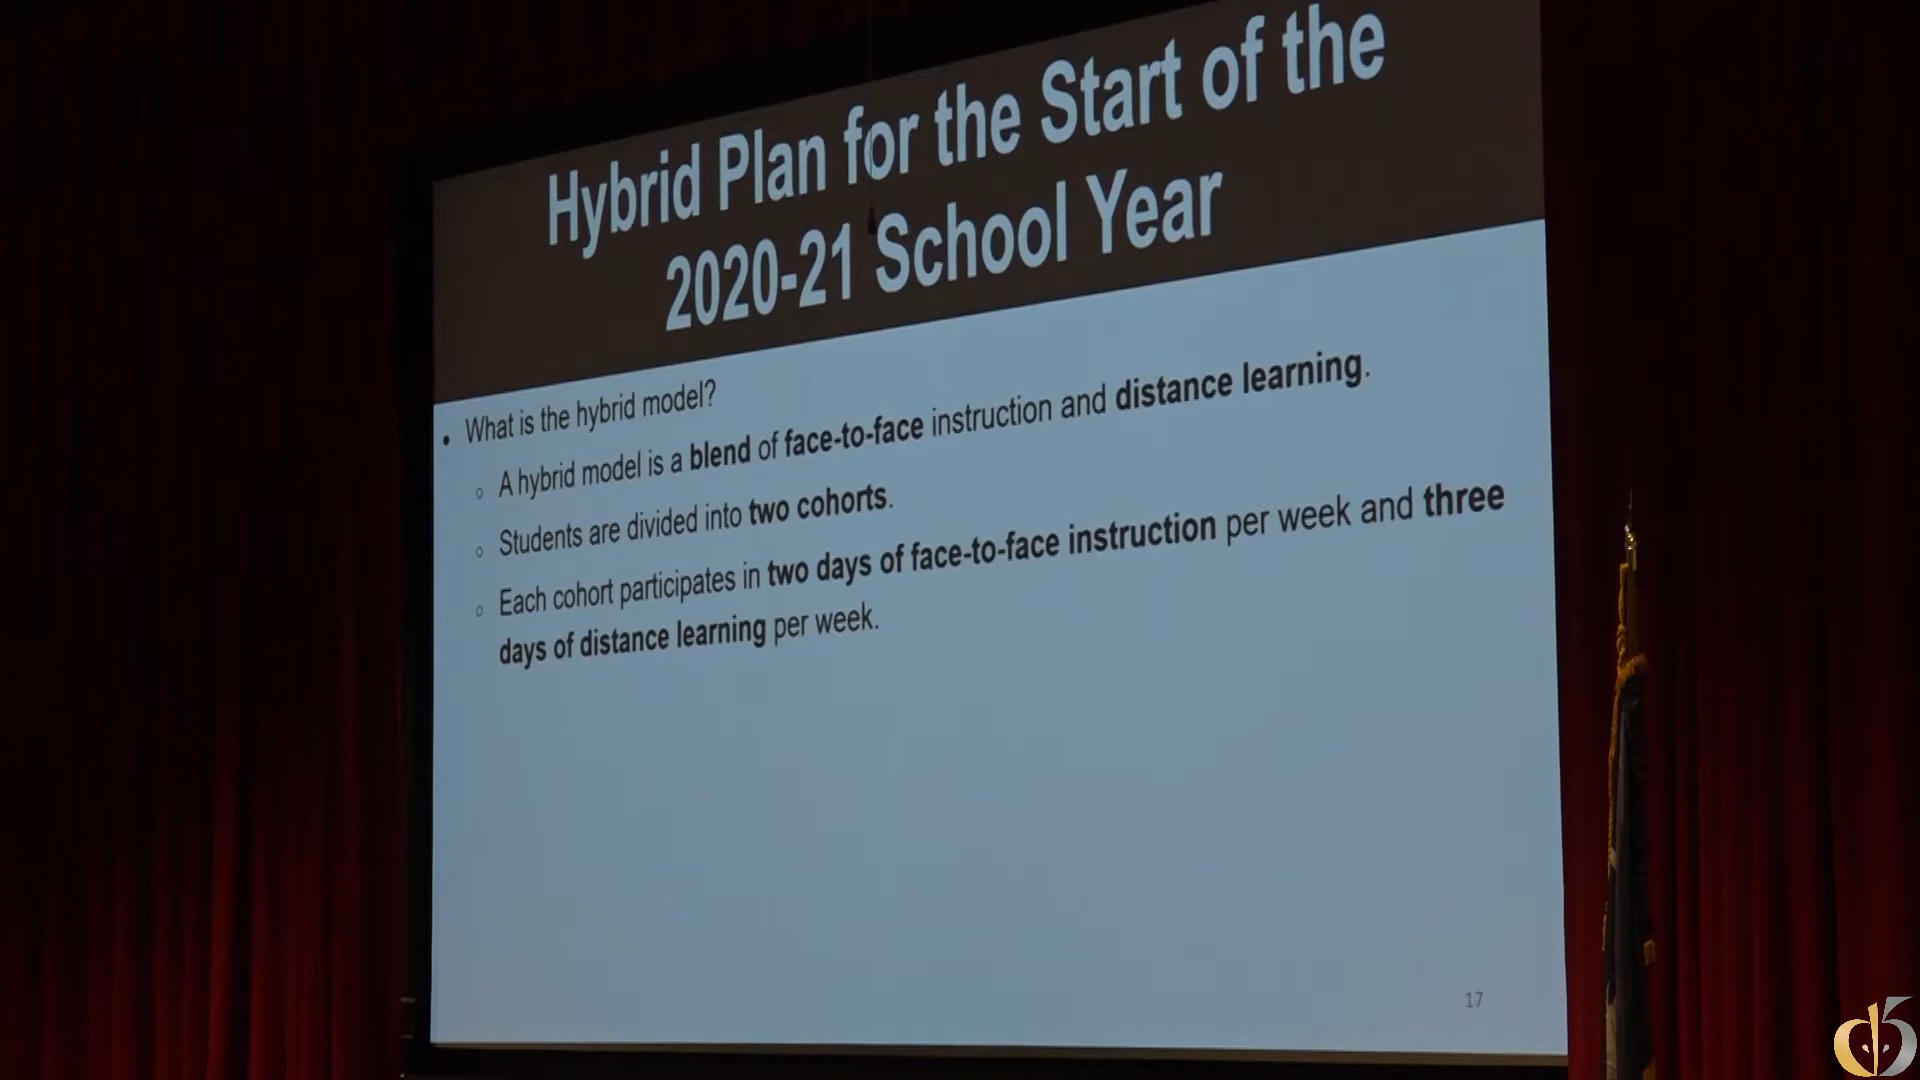 Hybrid Plan for the Start of the
2020-21 School Year
• What is the hybrid model?
○ A hybrid model is a blend of face-to-face instruction and distance learning.
○ Students are divided into two cohorts.
○ Each cohort participates in two days of face-to-face instruction per week and three
days of distance learning per week.
17
d5